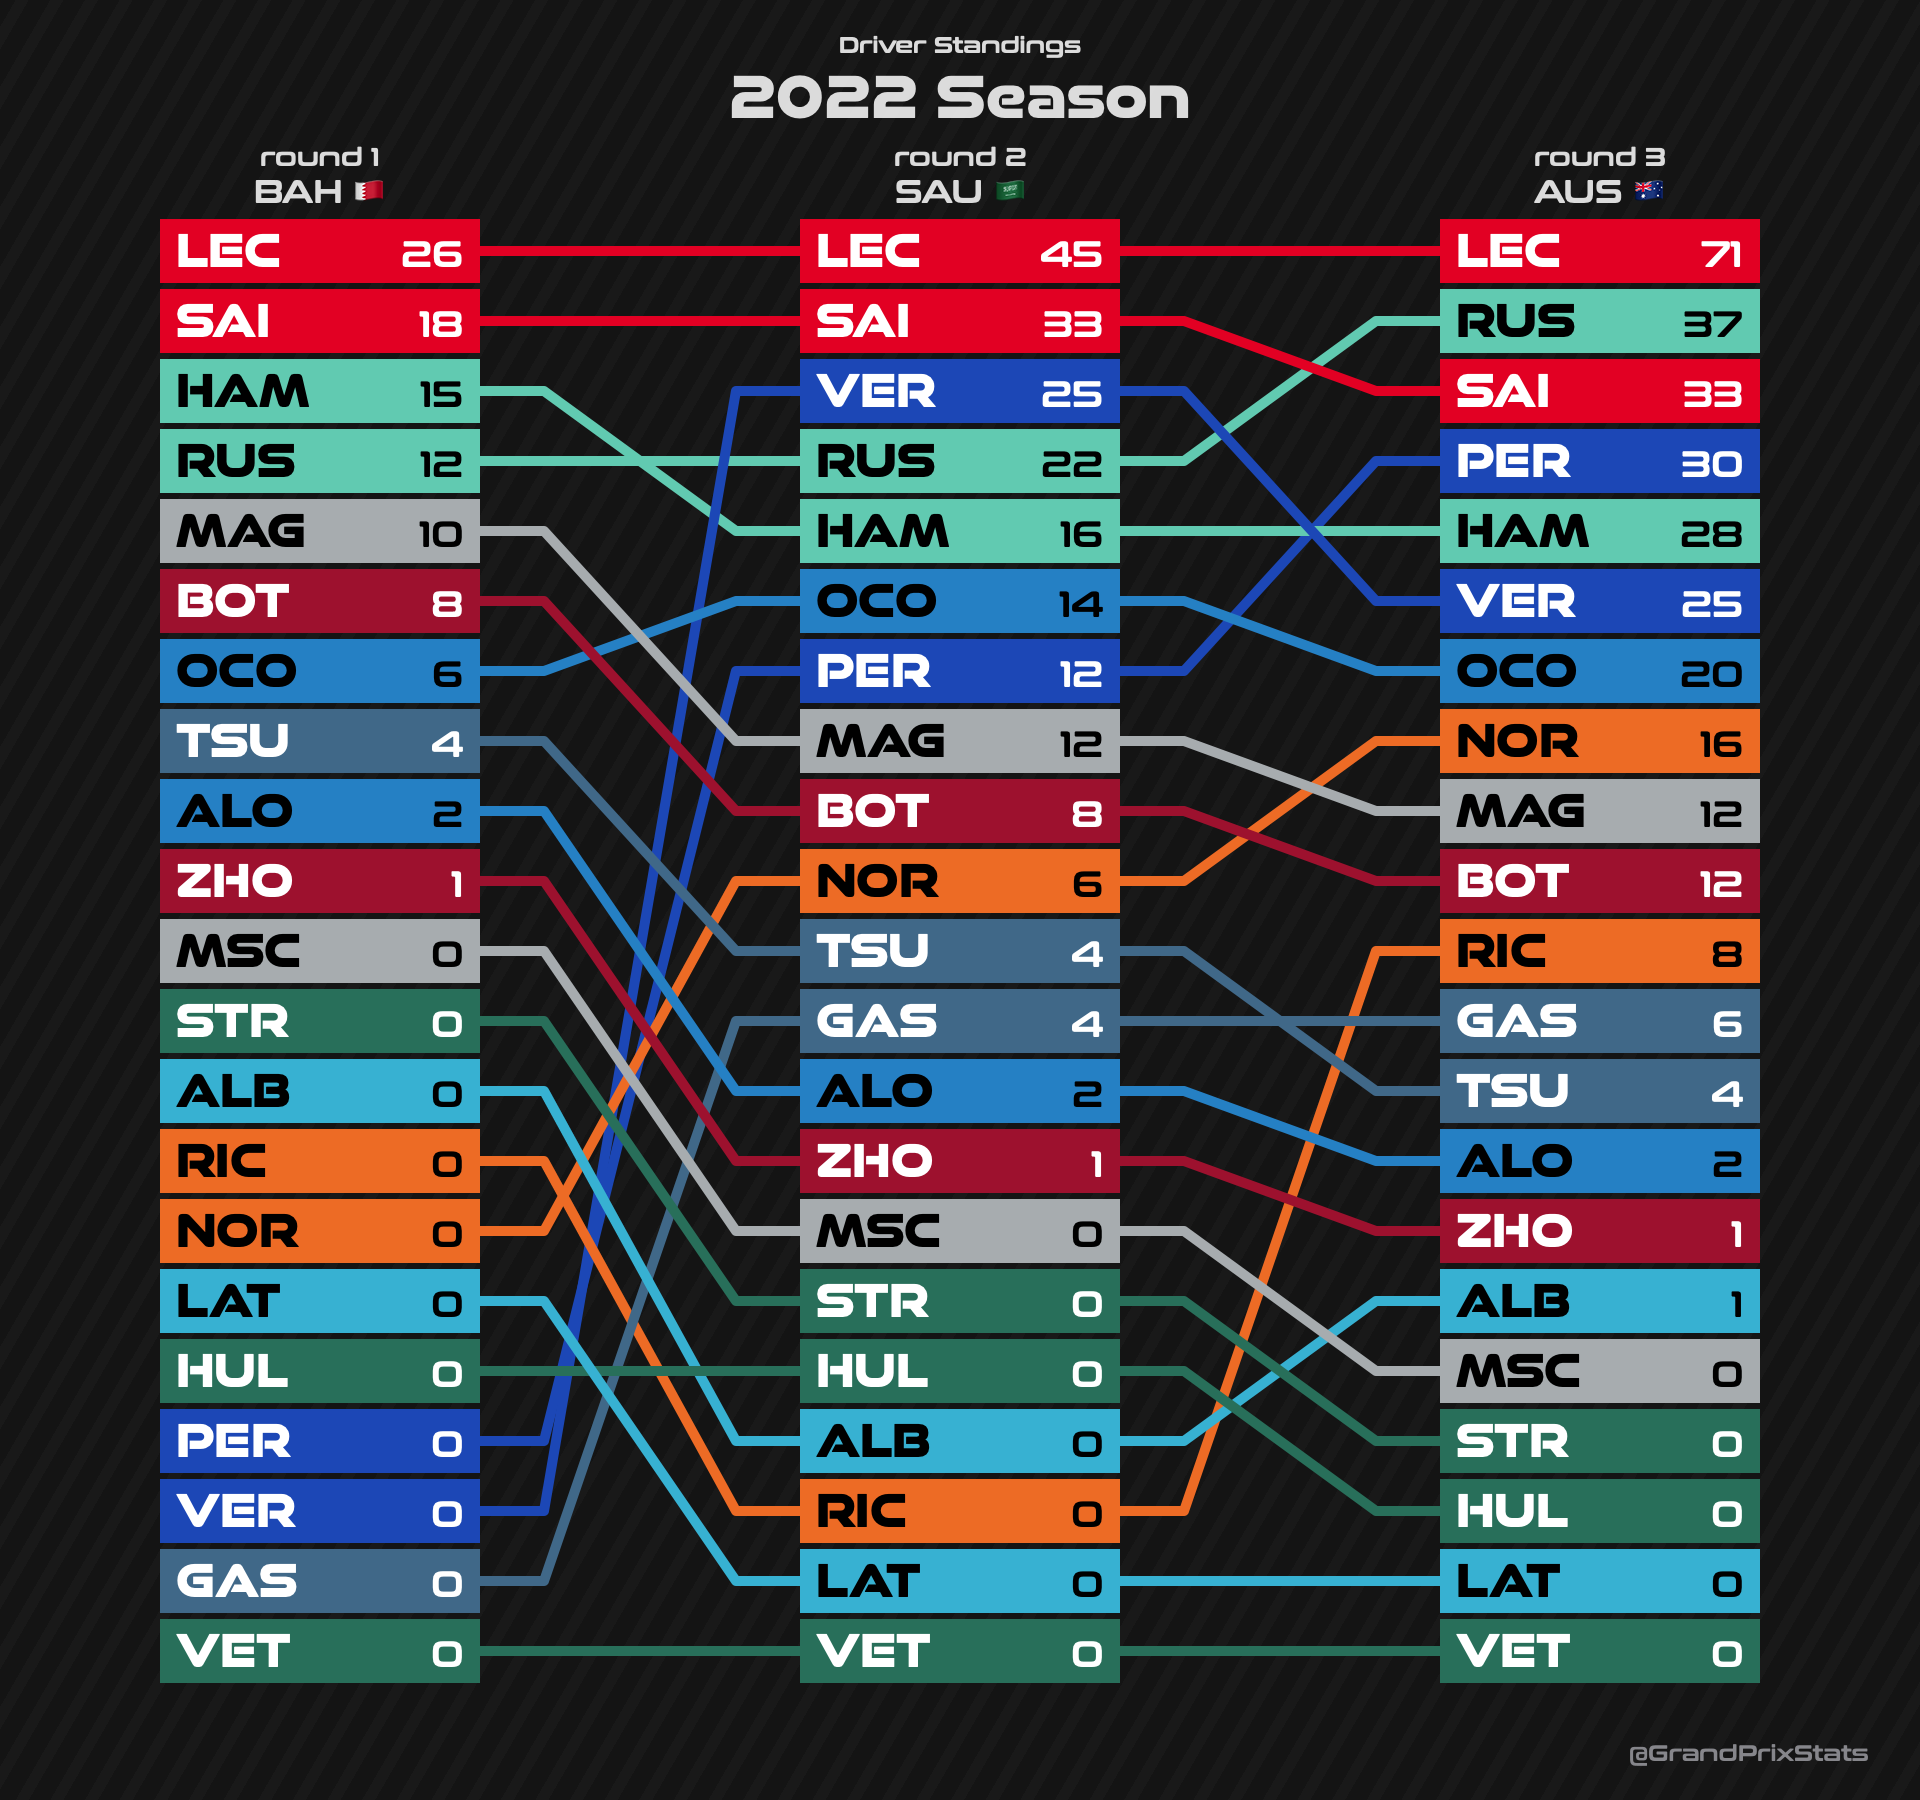 Driver Standings
2022 Season
round 1
BAH
round 2
SAU
round 3
AUS
LEC 26 LEC 45 LEC 71
SAI 18 SAI 33 RUS 37
HAM 15 VER 25 SAI 33
RUS 12 RUS 22 PER 30
MAG 10 HAM 16 HAM 28
BOT 8 OCO 14 VER 25
OCO 6 PER 12 OCO 20
TSU 4 MAG 12 NOR 16
ALO 2 BOT 8 MAG 12
ZHO 1 NOR 6 BOT 12
MSC 0 TSU 4 RIC 8
STR 0 GAS 4 GAS 6
ALB 0 ALO 2 TSU 4
RIC 0 ZHO 1 ALO 2
NOR 0 MSC 0 ZHO 1
LAT 0 STR 0 ALB 1
HUL 0 HUL 0 MSC 0
PER 0 ALB 0 STR 0
VER 0 RIC 0 HUL 0
GAS 0 LAT 0 LAT 0
VET 0 VET 0 VET 0
@GrandPrixStats